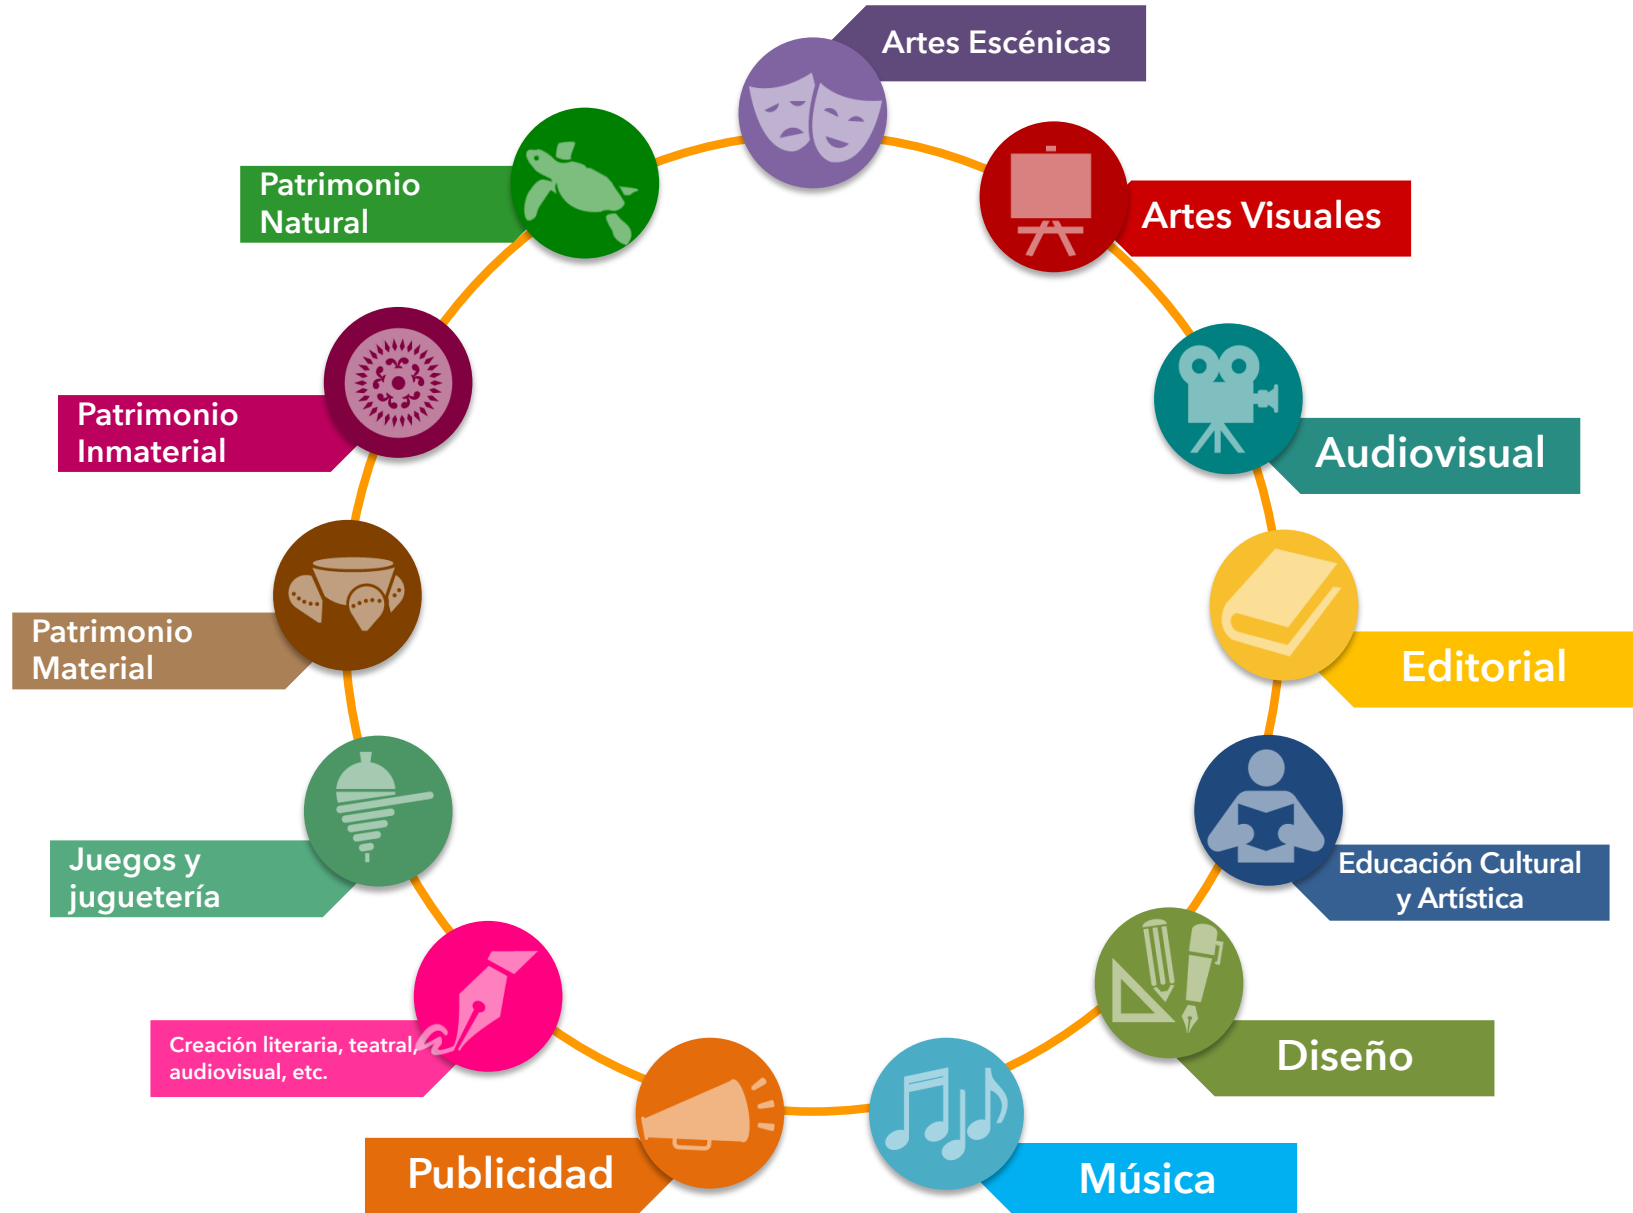 Artes Escénicas
Artes Visuales
Audiovisual
Editorial
Educación Cultural
y Artística
Diseño
Música
Publicidad
Creación literaria, teatral,
audiovisual, etc.
Juegos y
juguetería
Patrimonio
Material
Patrimonio
Inmaterial
Patrimonio
Natural